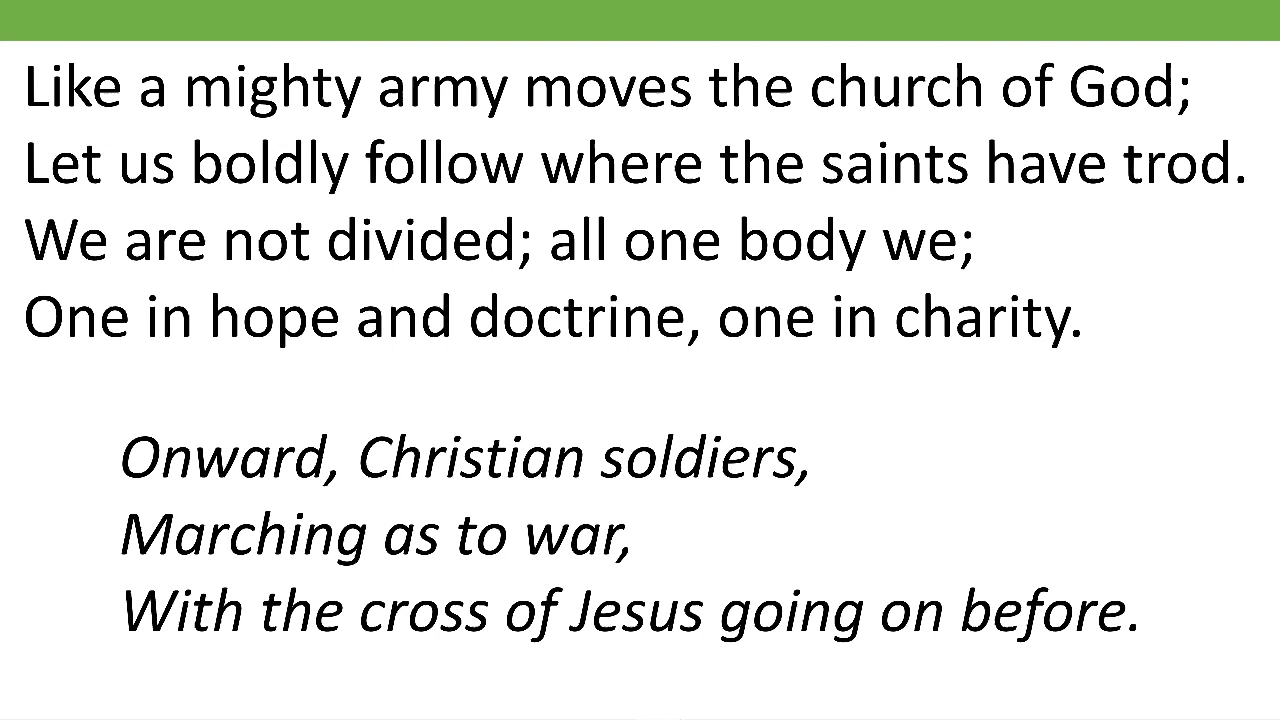 Like a mighty army moves the church of God;
Let us boldly follow where the saints have trod.
We are not divided; all one body we;
One in hope and doctrine, one in charity.
Onward, Christian soldiers,
Marching as to war,
With the cross of Jesus going on before.